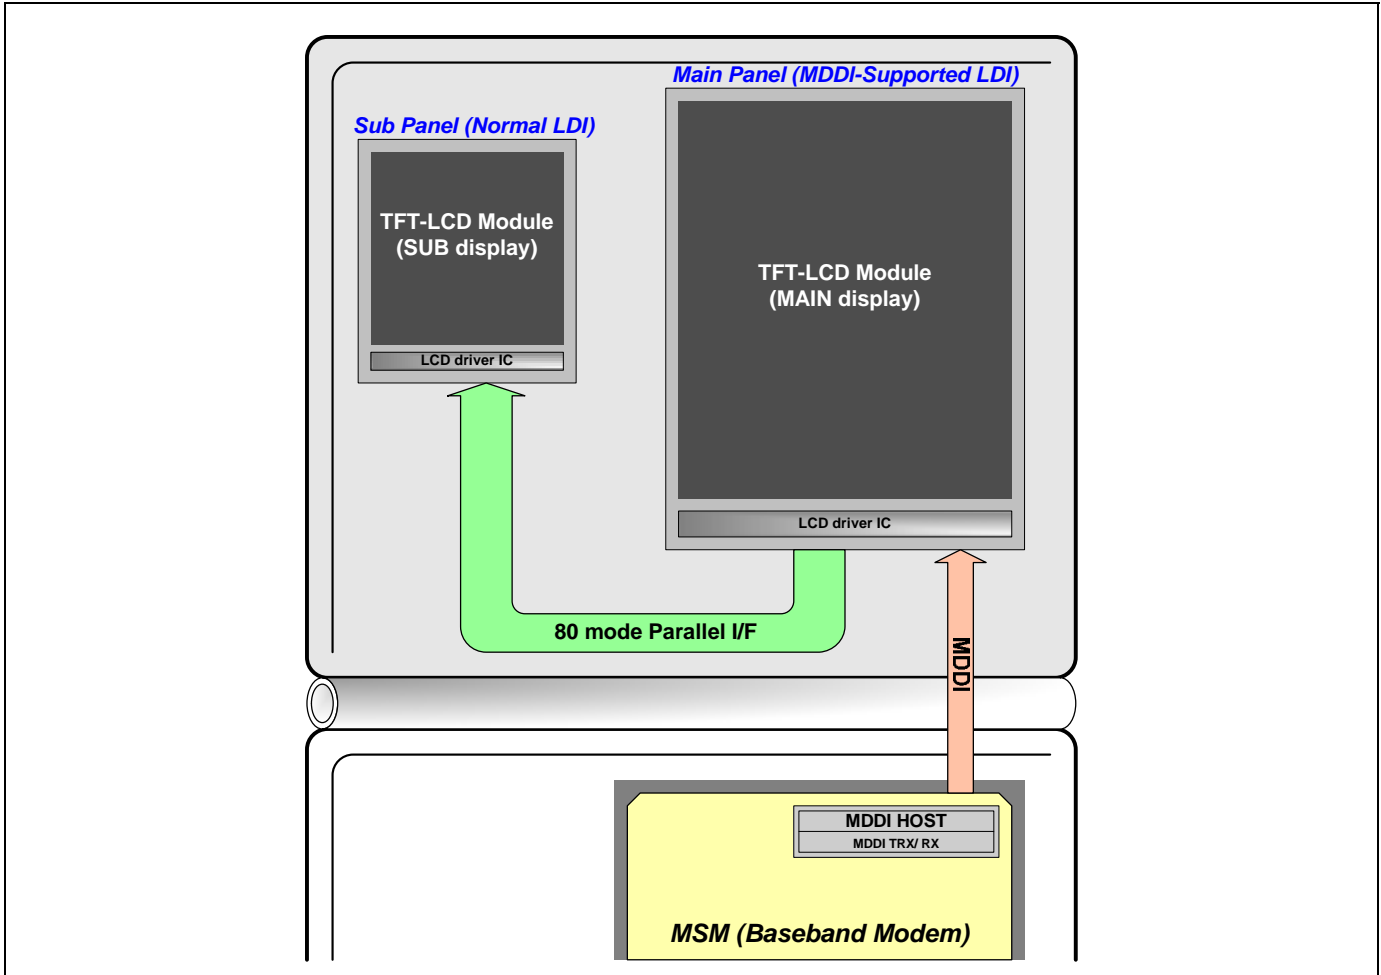 Main Panel (MDDI-Supported LDI)
Sub Panel (Normal LDI)
TFT-LCD Module
(SUB display)
LCD driver IC
TFT-LCD Module
(MAIN display)
LCD driver IC
80 mode Parallel I/F
MDDI
MDDI HOST
MDDI TRX/ RX
MSM (Baseband Modem)